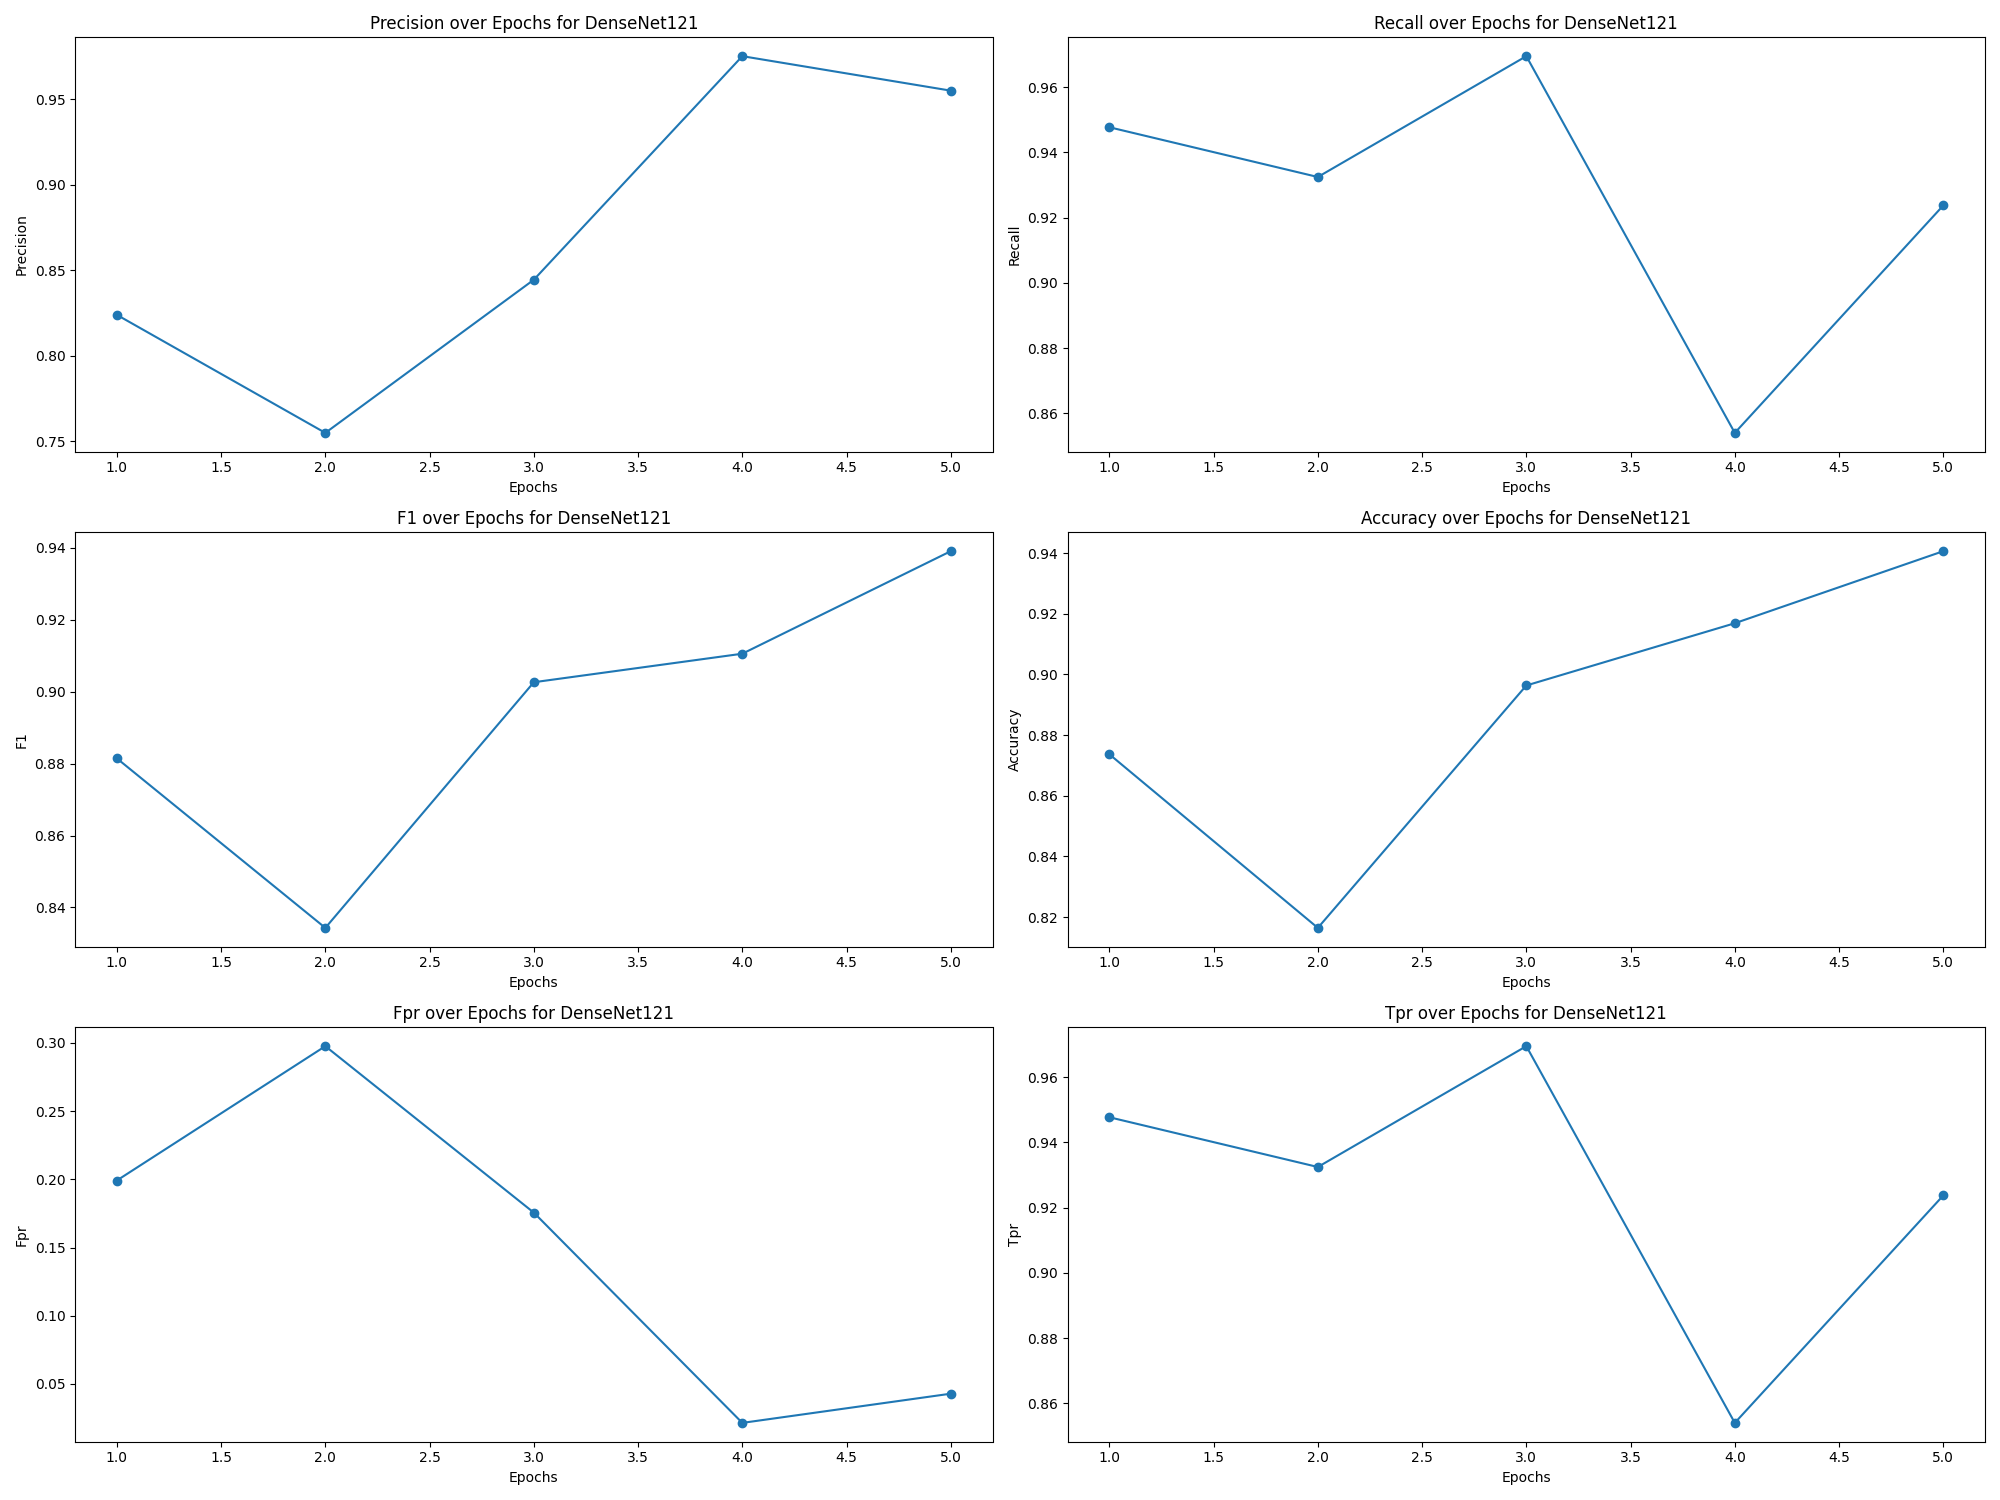 Precision over Epochs for DenseNet121
Precision
0.95
0.90
0.85
0.80
0.75
1.0 1.5 2.0 2.5 3.0 3.5 4.0 4.5 5.0
Epochs
Recall over Epochs for DenseNet121
Recall
0.96
0.94
0.92
0.90
0.88
0.86
1.0 1.5 2.0 2.5 3.0 3.5 4.0 4.5 5.0
Epochs
F1 over Epochs for DenseNet121
F1
0.94
0.92
0.90
0.88
0.86
0.84
1.0 1.5 2.0 2.5 3.0 3.5 4.0 4.5 5.0
Epochs
Accuracy over Epochs for DenseNet121
Accuracy
0.94
0.92
0.90
0.88
0.86
0.84
0.82
1.0 1.5 2.0 2.5 3.0 3.5 4.0 4.5 5.0
Epochs
Fpr over Epochs for DenseNet121
Fpr
0.30
0.25
0.20
0.15
0.10
0.05
1.0 1.5 2.0 2.5 3.0 3.5 4.0 4.5 5.0
Epochs
Tpr over Epochs for DenseNet121
Tpr
0.96
0.94
0.92
0.90
0.88
0.86
1.0 1.5 2.0 2.5 3.0 3.5 4.0 4.5 5.0
Epochs